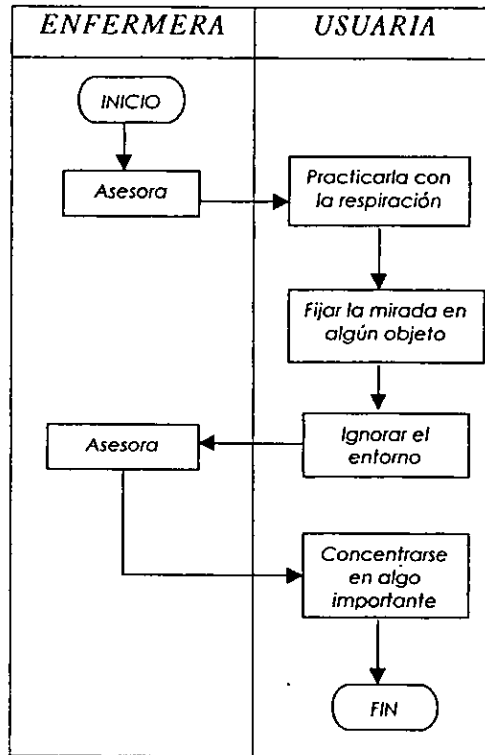 ENFERMERA
USUARIA
INICIO
Asesora
Practicarla con
la respiración
Fijar la mirada en
algún objeto
Ignorar el
entorno
Asesora
Concentrarse
en algo
importante
FIN